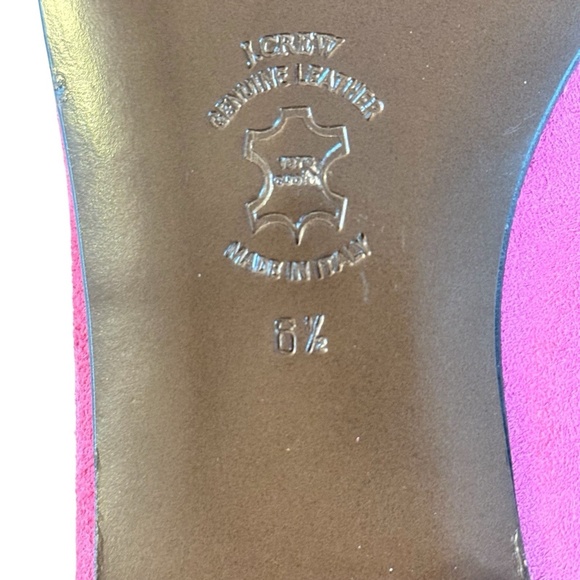 J.CREW
GENUINE LEATHER
MADE IN ITALY
6½